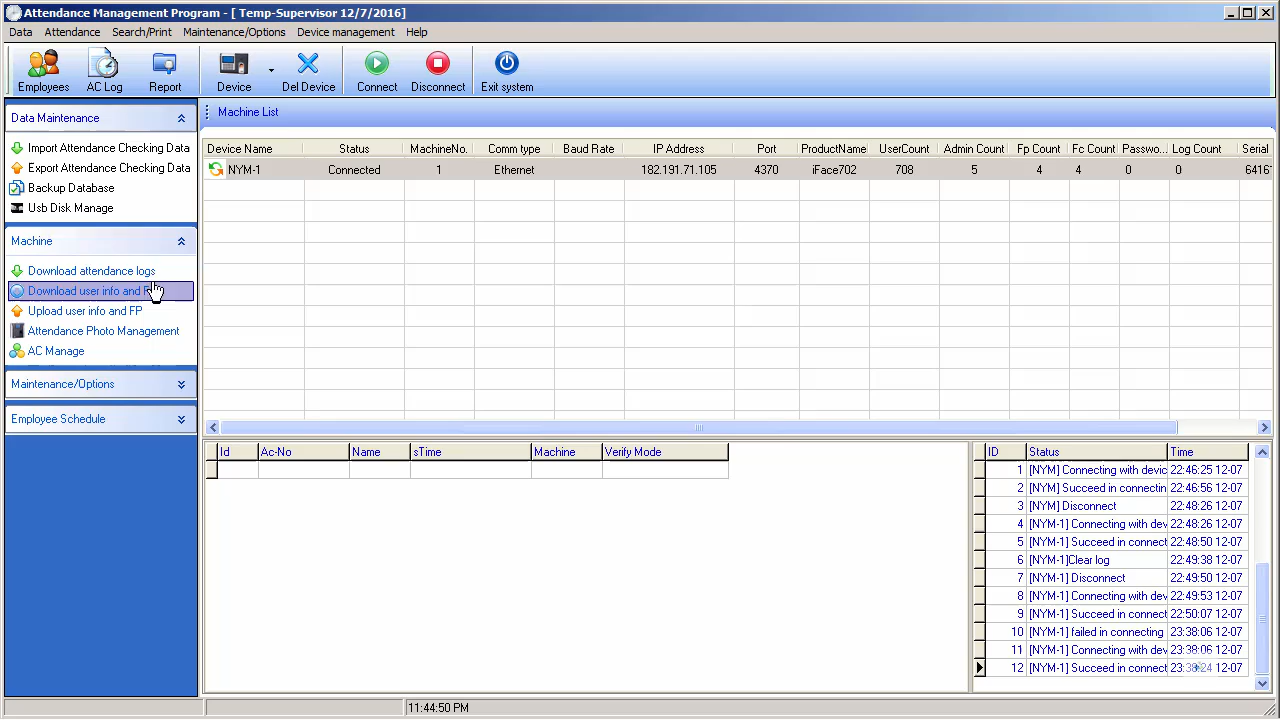 Attendance Management Program - [ Temp-Supervisor 12/7/2016]
Data Attendance Search/Print Maintenance/Options Device management Help
Employees AC Log Report Device Del Device Connect Disconnect Exit system
Data Maintenance
Import Attendance Checking Data
Export Attendance Checking Data
Backup Database
Usb Disk Manage
Machine
Download attendance logs
Download user info and
Upload user info and FP
Attendance Photo Management
AC Manage
Maintenance/Options
Employee Schedule
Machine List
Device Name Status MachineNo. Comm type Baud Rate IP Address Port ProductName UserCount Admin Count Fp Count Fc Count Passwo... Log Count Serial
NYM-1 Connected 1 Ethernet 182.191.71.105 4370 iFace702 708 5 4 4 0 0 6416
Id Ac-No Name sTime Machine Verify Mode
ID Status Time
1 [NYM] Connecting with devic 22:46:25 12-07
2 [NYM] Succeed in connectin 22:46:56 12-07
3 [NYM] Disconnect 22:48:26 12-07
4 [NYM-1] Connecting with dev 22:48:26 12-07
5 [NYM-1] Succeed in connect 22:48:50 12-07
6 [NYM-1]Clear log 22:49:38 12-07
7 [NYM-1] Disconnect 22:49:50 12-07
8 [NYM-1] Connecting with dev 22:49:53 12-07
9 [NYM-1] Succeed in connect 22:50:07 12-07
10 [NYM-1] failed in connecting 23:38:06 12-07
11 [NYM-1] Connecting with dev 23:38:06 12-07
12 [NYM-1] Succeed in connect 23:38:24 12-07
11:44:50 PM